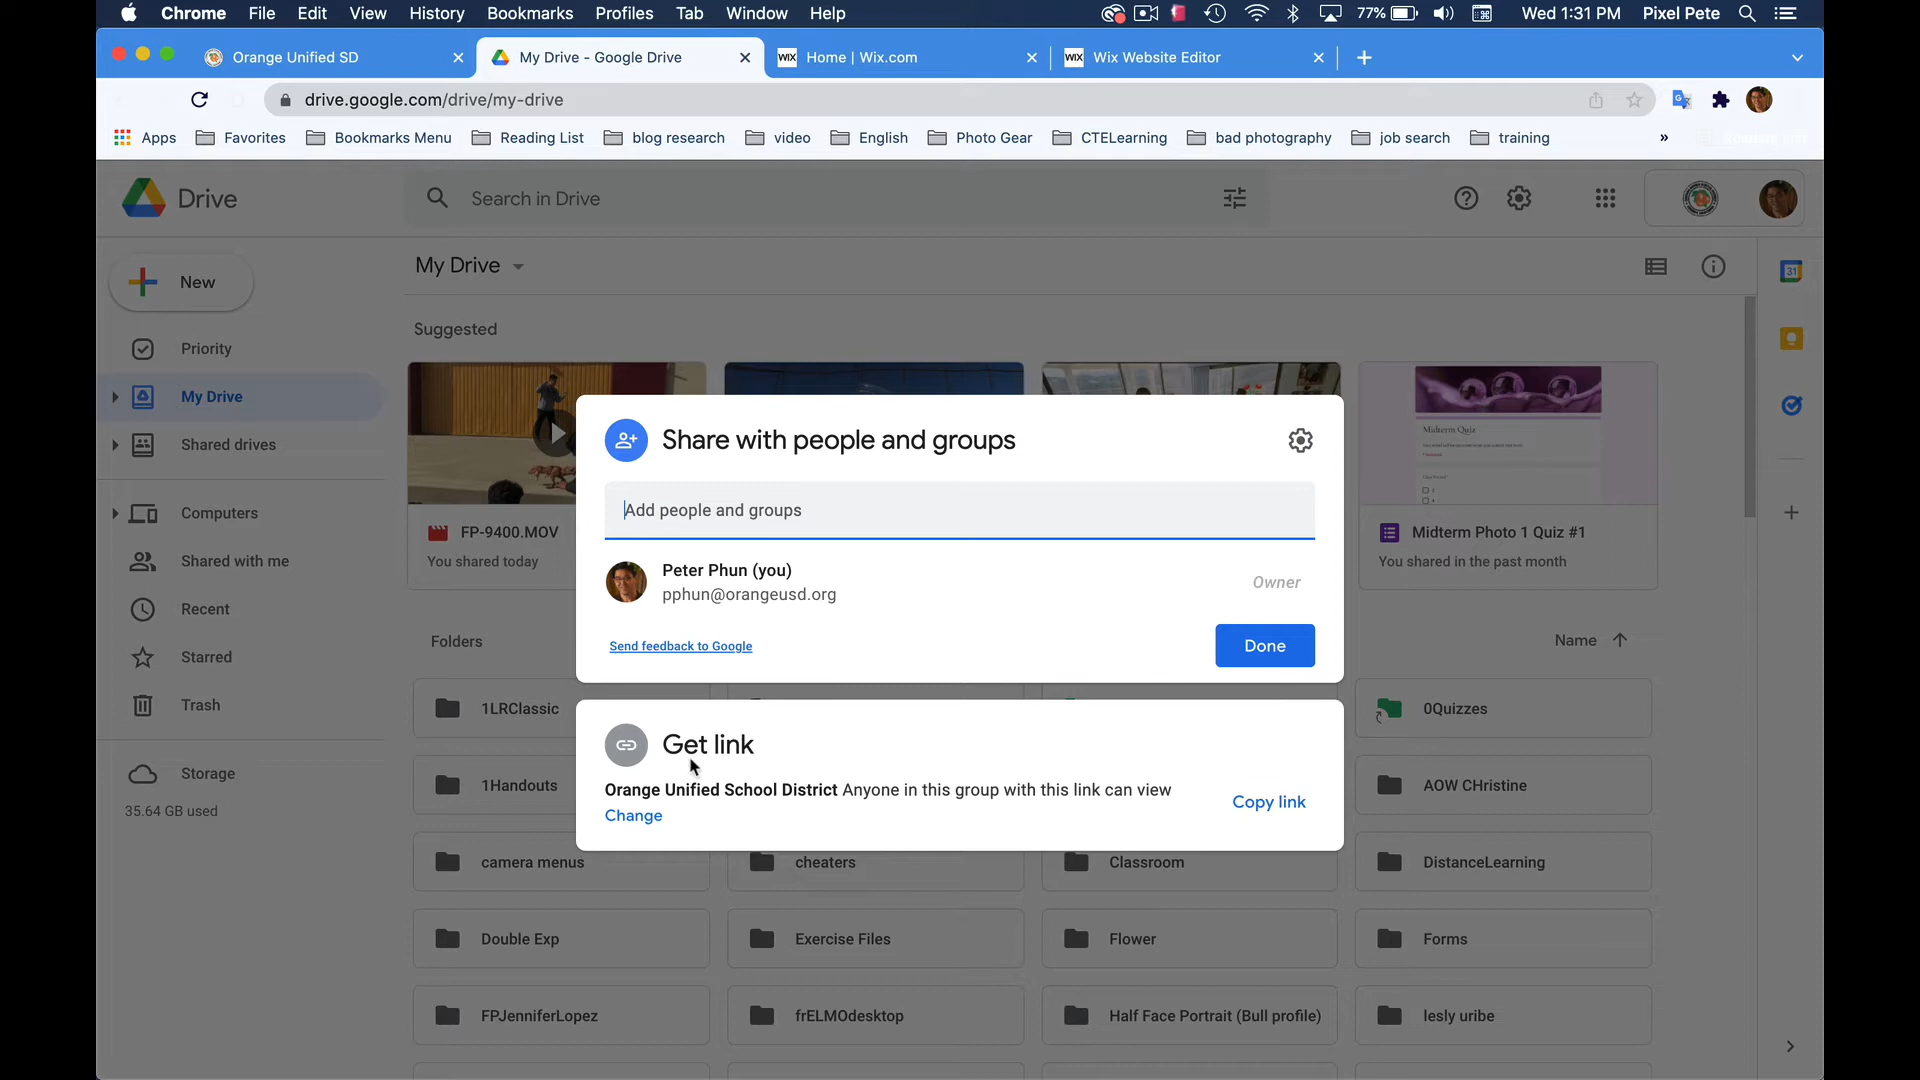 Chrome File Edit View History Bookmarks Profiles Tab Window Help 77% Wed 1:31 PM Pixel Pete
Orange Unified SD My Drive - Google Drive WIX Home | Wix.com WIX Wix Website Editor
drive.google.com/drive/my-drive
Apps Favorites Bookmarks Menu Reading List blog research video English Photo Gear CTELearning bad photography job search training »
Drive Search in Drive
New My Drive
Priority Suggested
My Drive
Shared drives
Computers
Shared with me
Recent
Starred
Trash
Storage
35.64 GB used
31
Midterm Quiz
FP-9400.MOV Midterm Photo 1 Quiz #1
You shared today You shared in the past month
Share with people and groups
Add people and groups
Peter Phun (you)
pphun@orangeusd.org Owner
Send feedback to Google Done
Get link
Orange Unified School District Anyone in this group with this link can view
Change Copy link
Folders Name
1LRClassic 0Quizzes
1Handouts AOW CHristine
camera menus cheaters Classroom DistanceLearning
Double Exp Exercise Files Flower Forms
FPJenniferLopez frELMOdesktop Half Face Portrait (Bull profile) lesly uribe